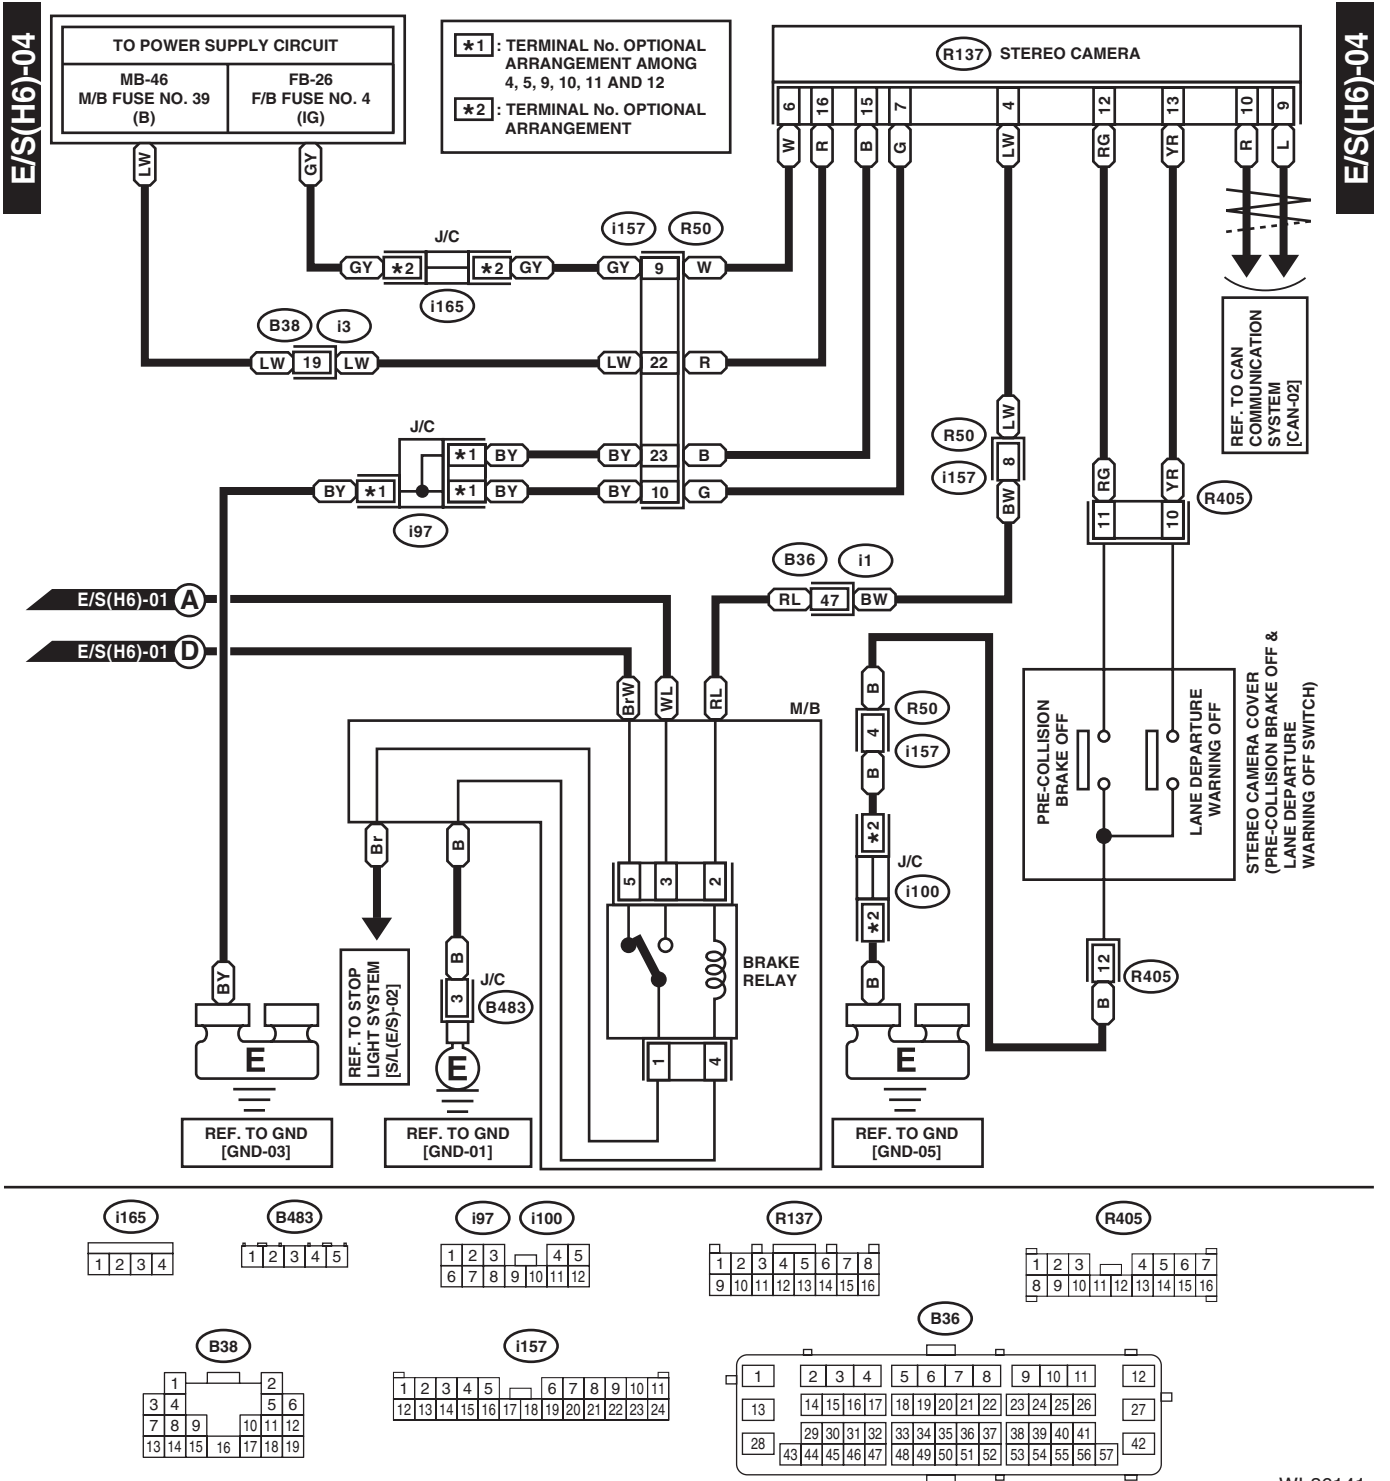 E/S(H6)-04
E/S(H6)-04
TO POWER SUPPLY CIRCUIT
MB-46
M/B FUSE NO. 39
(B)
FB-26
F/B FUSE NO. 4
(IG)
*1 : TERMINAL No. OPTIONAL
ARRANGEMENT AMONG
4, 5, 9, 10, 11 AND 12
*2 : TERMINAL No. OPTIONAL
ARRANGEMENT
R137 STEREO CAMERA
6 16 15 7 4 12 13 10 9
W R B G LW RG YR R L
LW GY
i157 R50
J/C
GY *2 *2 GY GY 9 W
i165
B38 i3
LW 19 LW LW 22 R
REF. TO CAN
COMMUNICATION
SYSTEM
[CAN-02]
J/C
*1 BY BY 23 B
BY *1 *1 BY BY 10 G
i97
LW
R50
8
i157
BW
RG YR
11 10
R405
B36 i1
RL 47 BW
E/S(H6)-01 A
E/S(H6)-01 D
BrW WL RL
M/B
B
R50
4
i157
B
*2
J/C
i100
*2
B
PRE-COLLISION
BRAKE OFF
LANE DEPARTURE
WARNING OFF
STEREO CAMERA COVER
(PRE-COLLISION BRAKE OFF &
LANE DEPARTURE
WARNING OFF SWITCH)
Br B
5 3 2
BRAKE
RELAY
1 4
B
J/C
3
B483
E
BY
E
REF. TO STOP
LIGHT SYSTEM
[S/L(E/S)-02]
12
R405
B
E
REF. TO GND
[GND-03]
REF. TO GND
[GND-01]
REF. TO GND
[GND-05]
i165
1 2 3 4
B483
1 2 3 4 5
i97 i100
1 2 3 4 5
6 7 8 9 10 11 12
R137
1 2 3 4 5 6 7 8
9 10 11 12 13 14 15 16
R405
1 2 3 4 5 6 7
8 9 10 11 12 13 14 15 16
B38
1 2
3 4 5 6
7 8 9 10 11 12
13 14 15 16 17 18 19
i157
1 2 3 4 5 6 7 8 9 10 11
12 13 14 15 16 17 18 19 20 21 22 23 24
B36
1 2 3 4 5 6 7 8 9 10 11 12
13 14 15 16 17 18 19 20 21 22 23 24 25 26 27
28 29 30 31 32 33 34 35 36 37 38 39 40 41 42
43 44 45 46 47 48 49 50 51 52 53 54 55 56 57